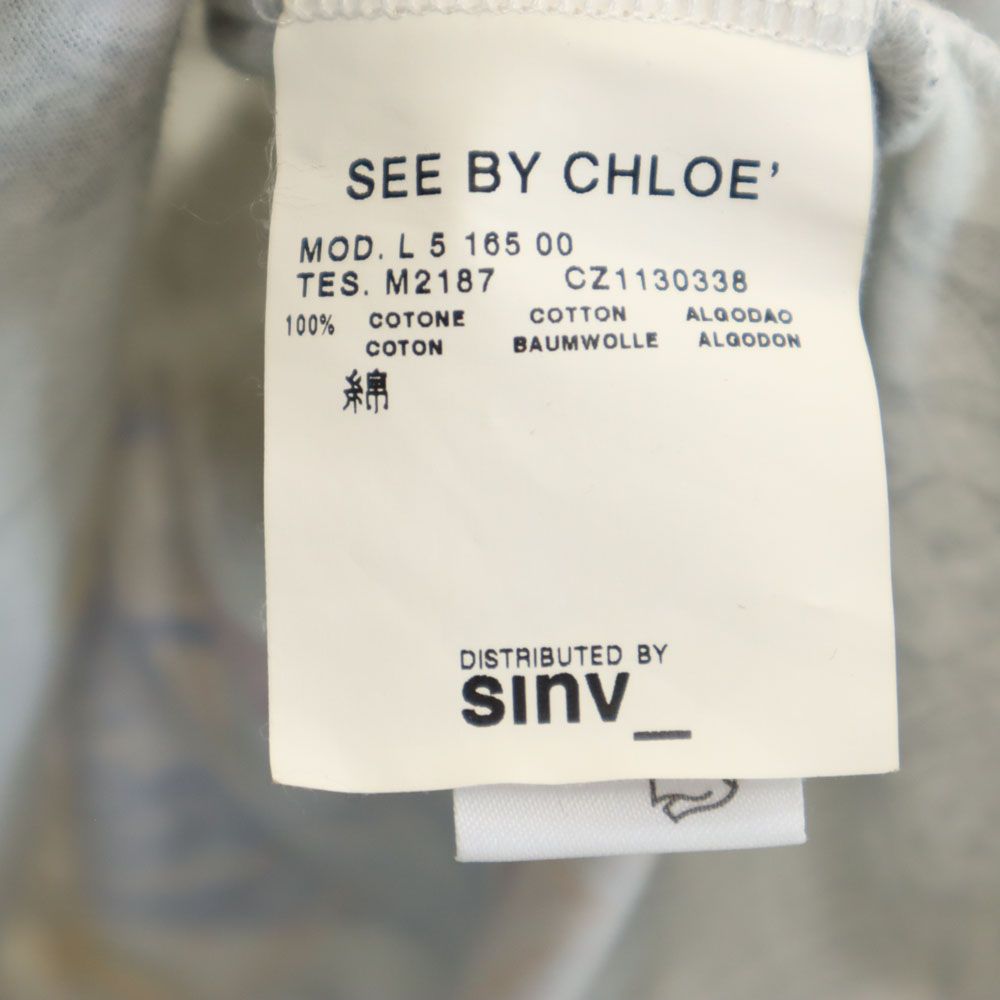 SEE BY CHLOE'
MOD. L 5 165 00
TES. M2187 CZ1130338
100% COTONE COTTON ALGODAO
COTON BAUMWOLLE ALGODON
綿
DISTRIBUTED BY
sınv_